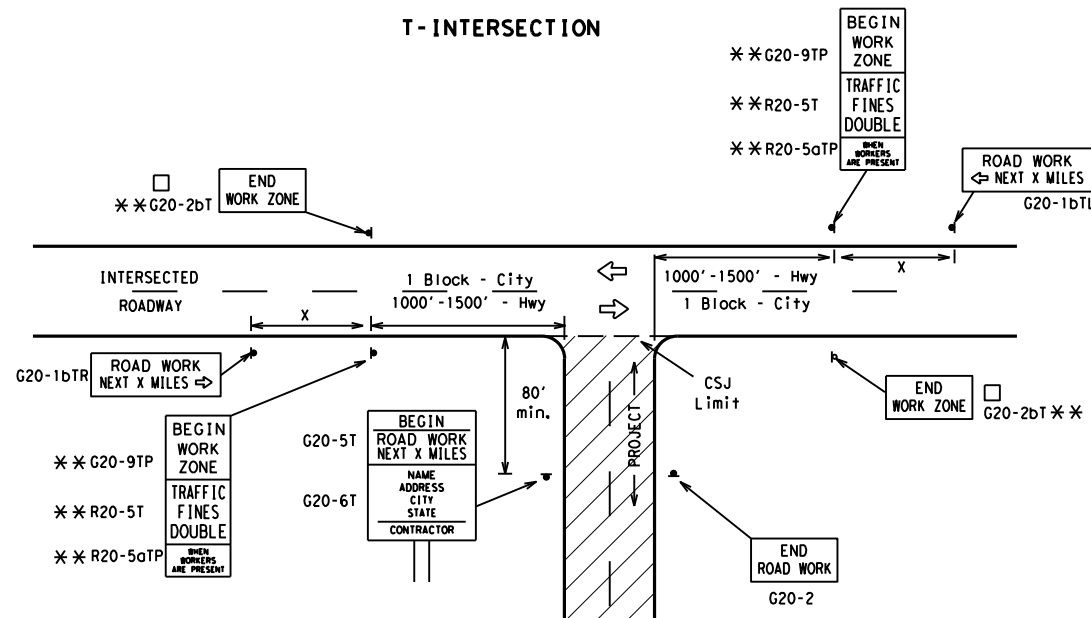 T-INTERSECTION
BEGIN
WORK
ZONE
TRAFFIC
FINES
DOUBLE
WHEN
WORKERS
ARE PRESENT
**G20-9TP
**R20-5T
**R20-5aTP
ROAD WORK
⇦ NEXT X MILES
G20-1bTL
□
**G20-2bT
END
WORK ZONE
INTERSECTED
ROADWAY
1 Block - City
1000'-1500' - Hwy
X
1000'-1500' - Hwy
1 Block - City
X
G20-1bTR
ROAD WORK
NEXT X MILES ⇨
80'
min.
CSJ
Limit
PROJECT
END
WORK ZONE
□
G20-2bT **
**G20-9TP
**R20-5T
**R20-5aTP
BEGIN
WORK
ZONE
TRAFFIC
FINES
DOUBLE
WHEN
WORKERS
ARE PRESENT
G20-5T
G20-6T
BEGIN
ROAD WORK
NEXT X MILES
NAME
ADDRESS
CITY
STATE
CONTRACTOR
END
ROAD WORK
G20-2